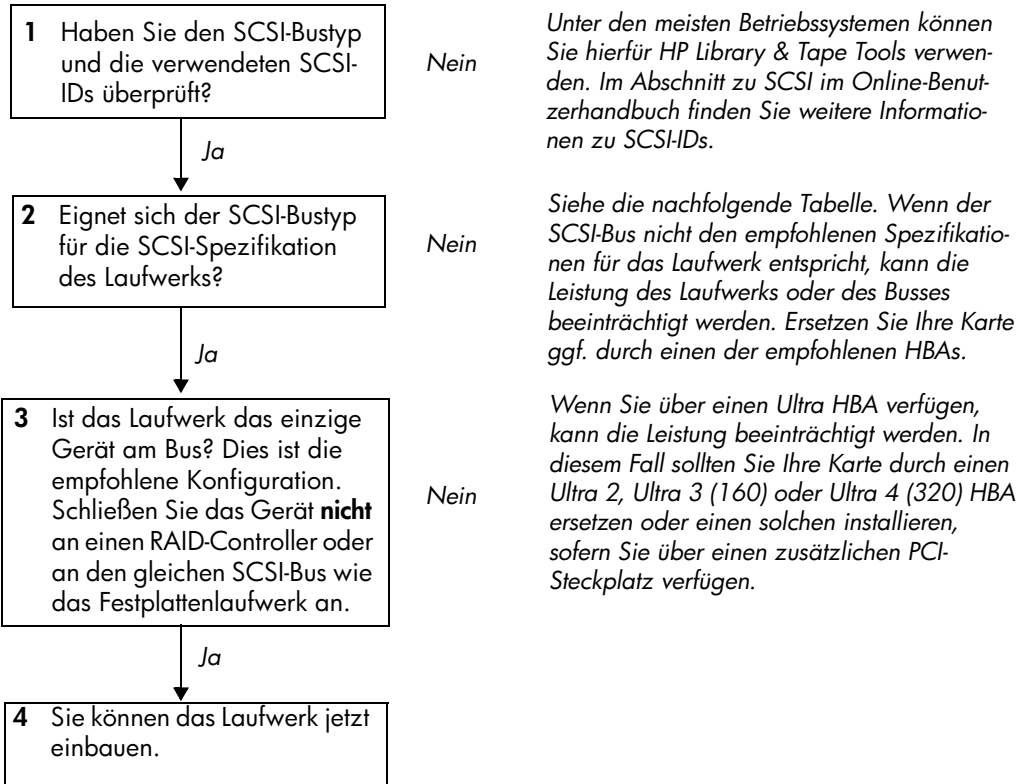 1 Haben Sie den SCSI-Bustyp
und die verwendeten SCSI-
IDs überprüft?
Nein
Unter den meisten Betriebssystemen können
Sie hierfür HP Library & Tape Tools verwen-
den. Im Abschnitt zu SCSI im Online-Benut-
zerhandbuch finden Sie weitere Informatio-
nen zu SCSI-IDs.
Ja
2 Eignet sich der SCSI-Bustyp
für die SCSI-Spezifikation
des Laufwerks?
Nein
Siehe die nachfolgende Tabelle. Wenn der
SCSI-Bus nicht den empfohlenen Spezifikatio-
nen für das Laufwerk entspricht, kann die
Leistung des Laufwerks oder des Busses
beeinträchtigt werden. Ersetzen Sie Ihre Karte
ggf. durch einen der empfohlenen HBAs.
Ja
3 Ist das Laufwerk das einzige
Gerät am Bus? Dies ist die
empfohlene Konfiguration.
Schließen Sie das Gerät nicht
an einen RAID-Controller oder
an den gleichen SCSI-Bus wie
das Festplattenlaufwerk an.
Nein
Wenn Sie über einen Ultra HBA verfügen,
kann die Leistung beeinträchtigt werden. In
diesem Fall sollten Sie Ihre Karte durch einen
Ultra 2, Ultra 3 (160) oder Ultra 4 (320) HBA
ersetzen oder einen solchen installieren,
sofern Sie über einen zusätzlichen PCI-
Steckplatz verfügen.
Ja
4 Sie können das Laufwerk jetzt
einbauen.